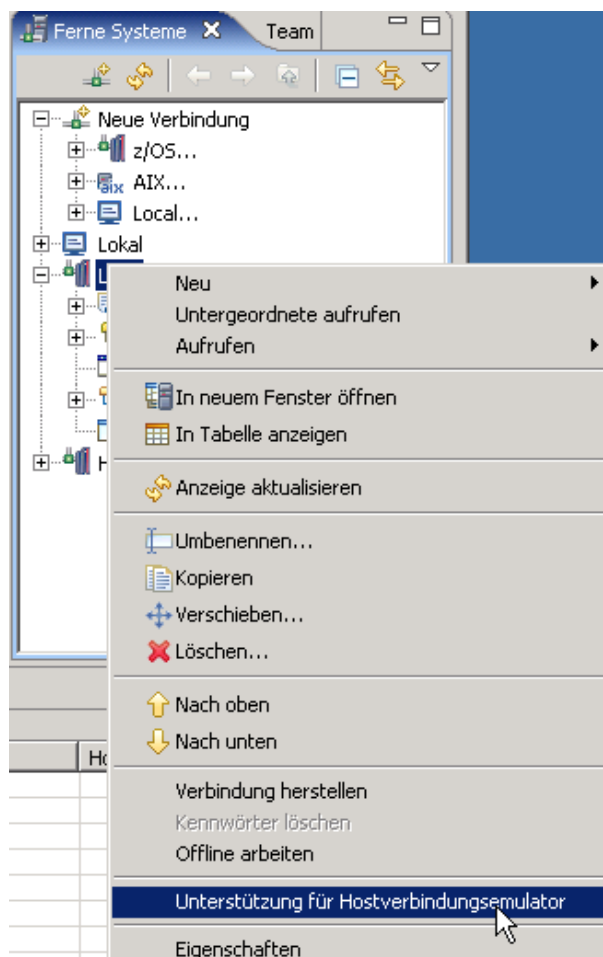 Ferne Systeme
Team
Neue Verbindung
z/OS...
AIX...
Local...
Lokal
Neu
Untergeordnete aufrufen
Aufrufen
In neuem Fenster öffnen
In Tabelle anzeigen
Anzeige aktualisieren
Umbenennen...
Kopieren
Verschieben...
Löschen...
Nach oben
Nach unten
Verbindung herstellen
Kennwörter löschen
Offline arbeiten
Unterstützung für Hostverbindungsemulator
Eigenschaften